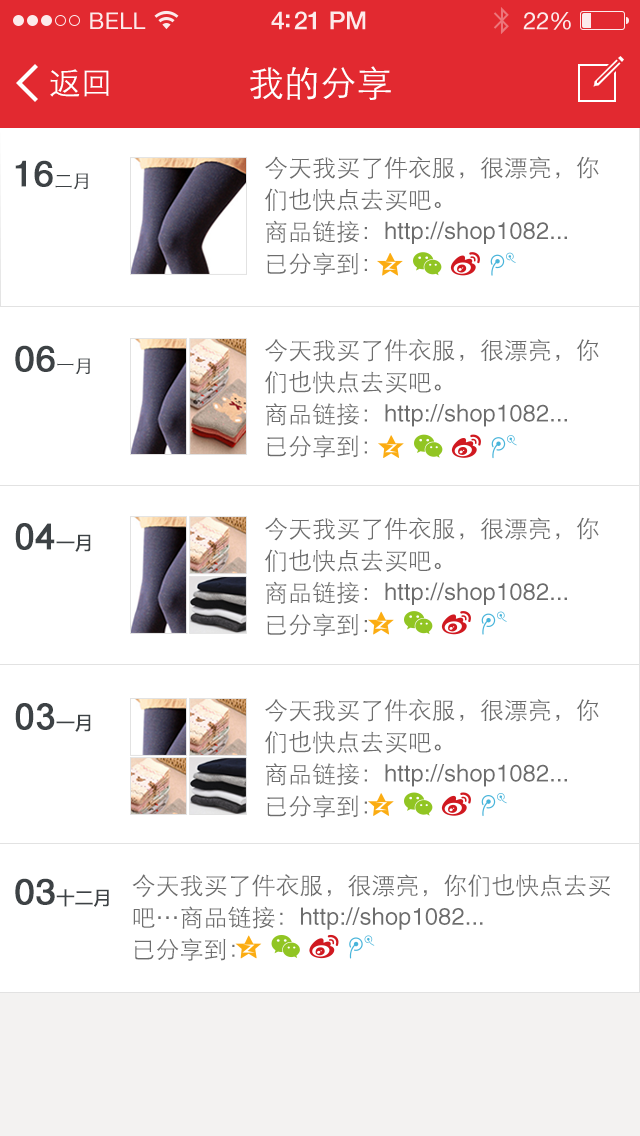 BELL 4:21 PM 22%
返回 我的分享
16二月
今天我买了件衣服，很漂亮，你
们也快点去买吧。
商品链接：http://shop1082...
已分享到：
06一月
今天我买了件衣服，很漂亮，你
们也快点去买吧。
商品链接：http://shop1082...
已分享到：
04一月
今天我买了件衣服，很漂亮，你
们也快点去买吧。
商品链接：http://shop1082...
已分享到:
03一月
今天我买了件衣服，很漂亮，你
们也快点去买吧。
商品链接：http://shop1082...
已分享到:
03十二月
今天我买了件衣服，很漂亮，你们也快点去买
吧…商品链接：http://shop1082...
已分享到: